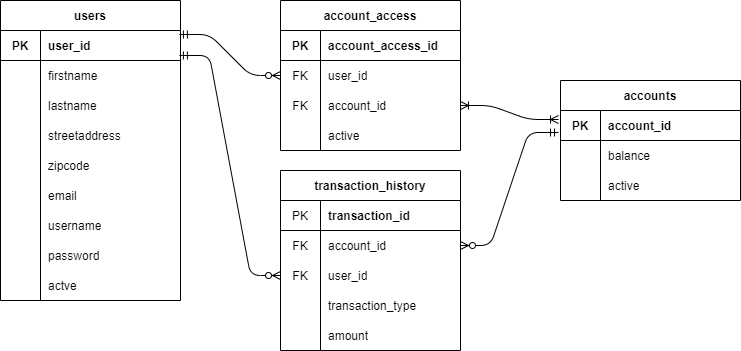 users
PK user_id
firstname
lastname
streetaddress
zipcode
email
username
password
actve
account_access
PK account_access_id
FK user_id
FK account_id
active
transaction_history
PK transaction_id
FK account_id
FK user_id
transaction_type
amount
accounts
PK account_id
balance
active